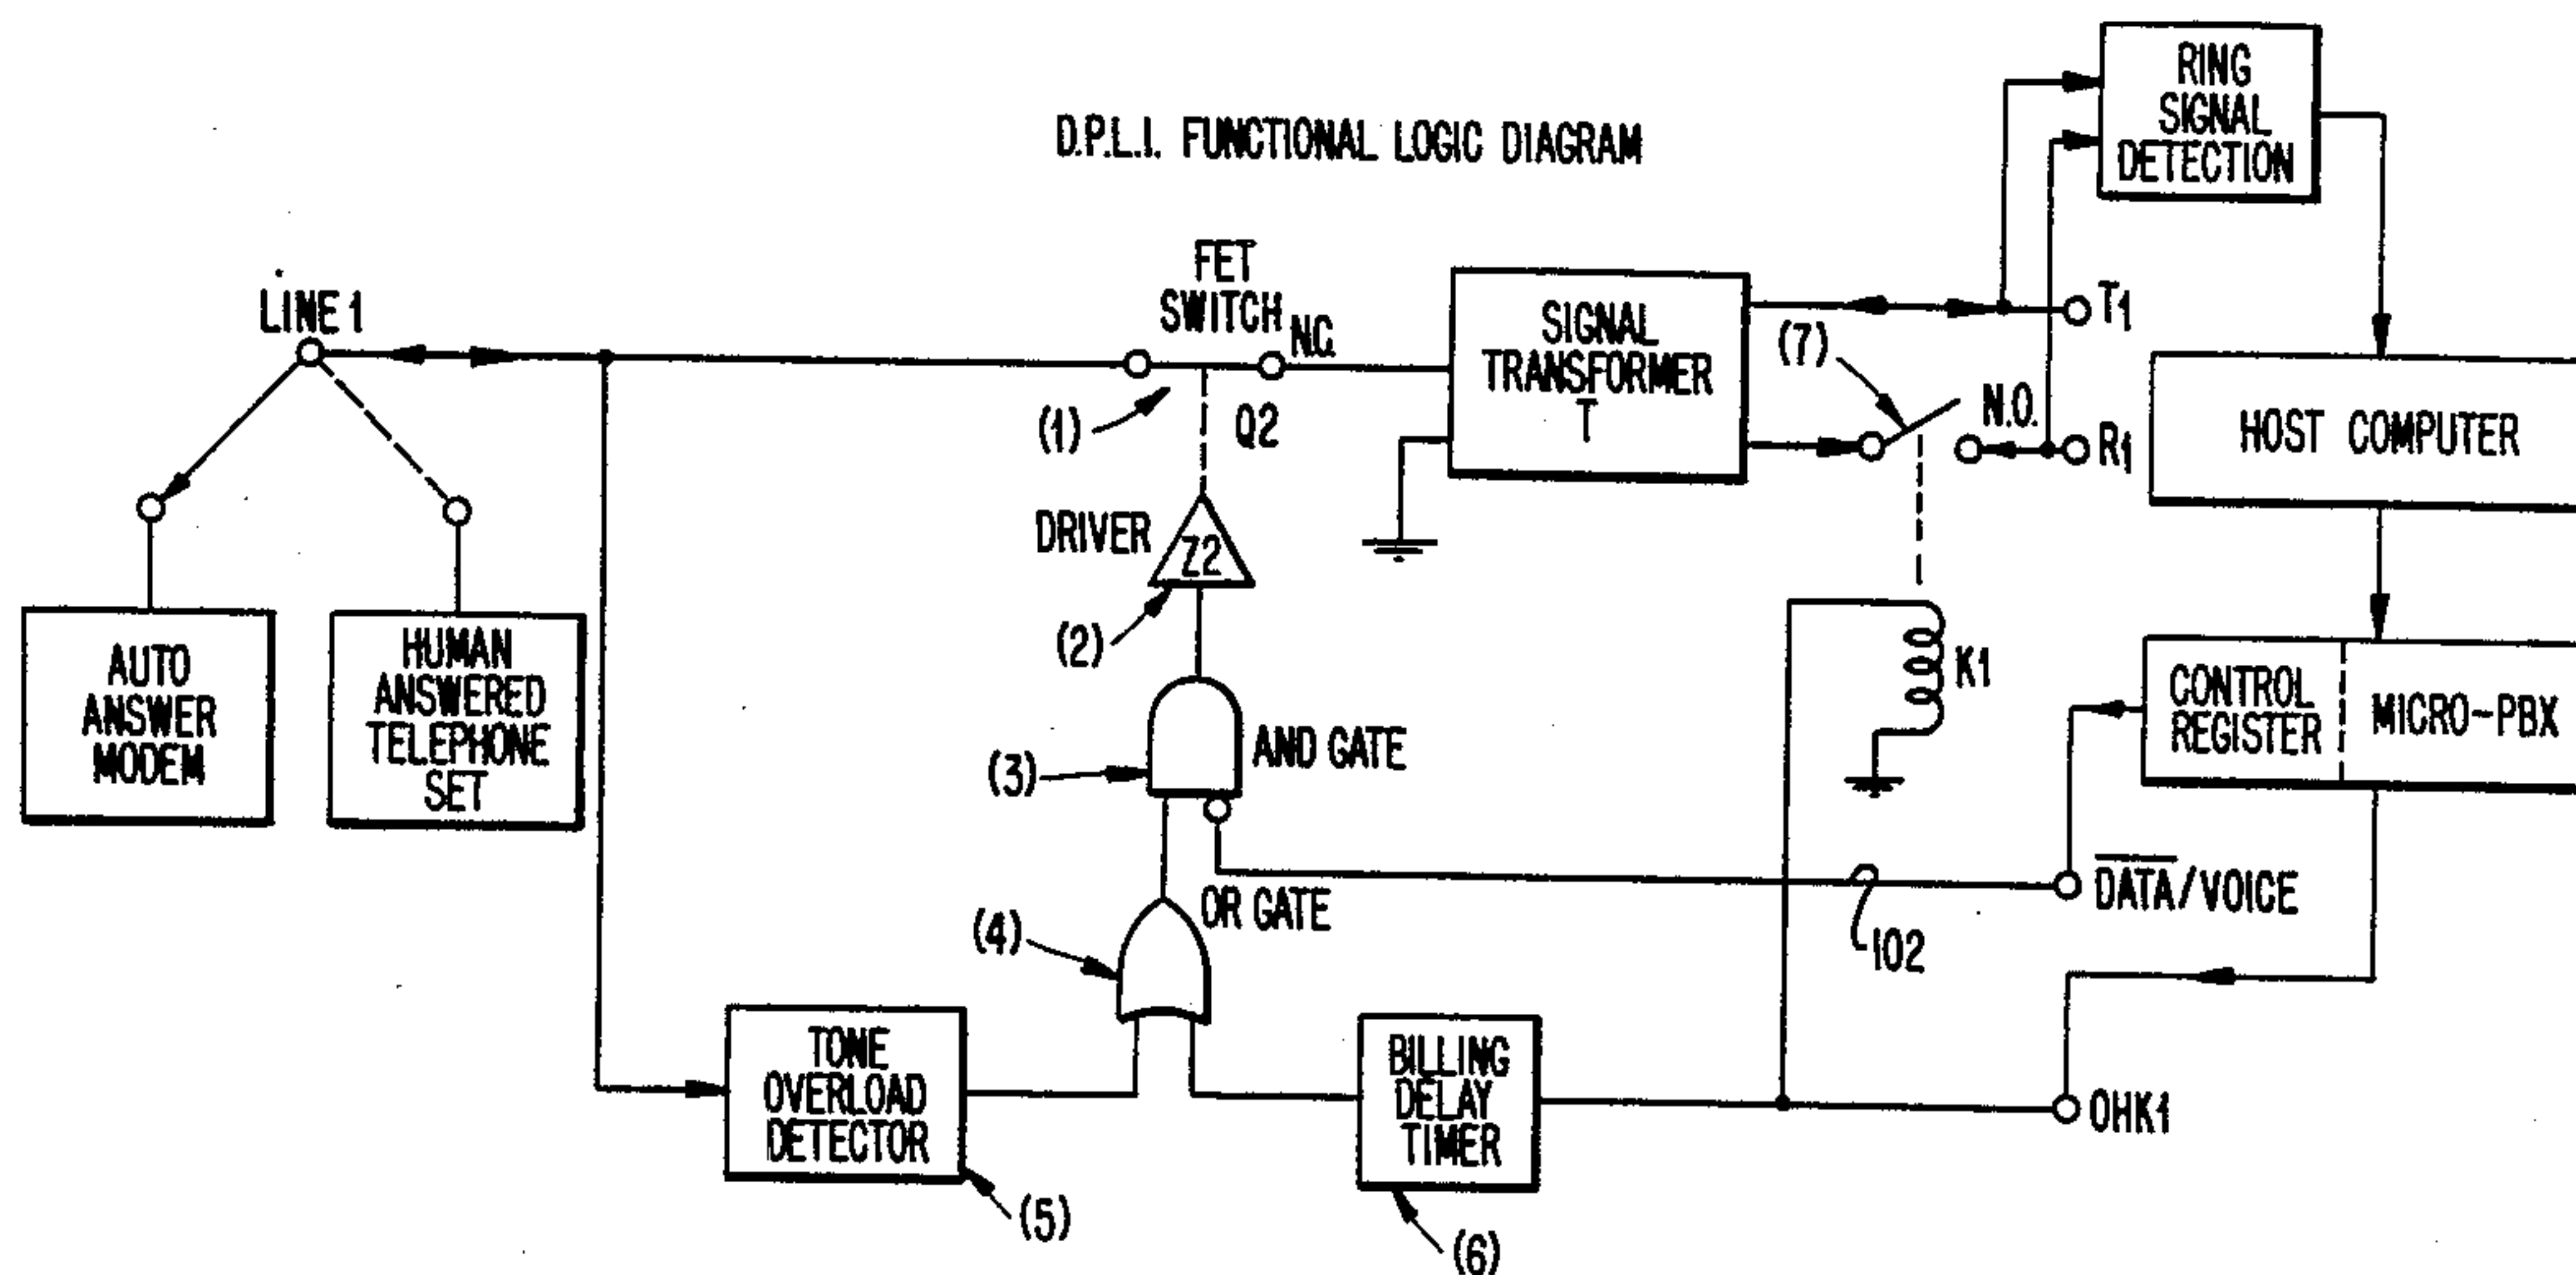 D.P.L.I. FUNCTIONAL LOGIC DIAGRAM
RING
SIGNAL
DETECTION
LINE 1
FET
SWITCH
N.C.
(1)
Q2
SIGNAL
TRANSFORMER
T
(7)
N.O.
T1
R1
HOST COMPUTER
DRIVER
Z2
(2)
AUTO
ANSWER
MODEM
HUMAN
ANSWERED
TELEPHONE
SET
(3)
AND GATE
K1
CONTROL
REGISTER
MICRO-PBX
(4)
OR GATE
102
DATA/VOICE
TONE
OVERLOAD
DETECTOR
(5)
BILLING
DELAY
TIMER
(6)
OHK1